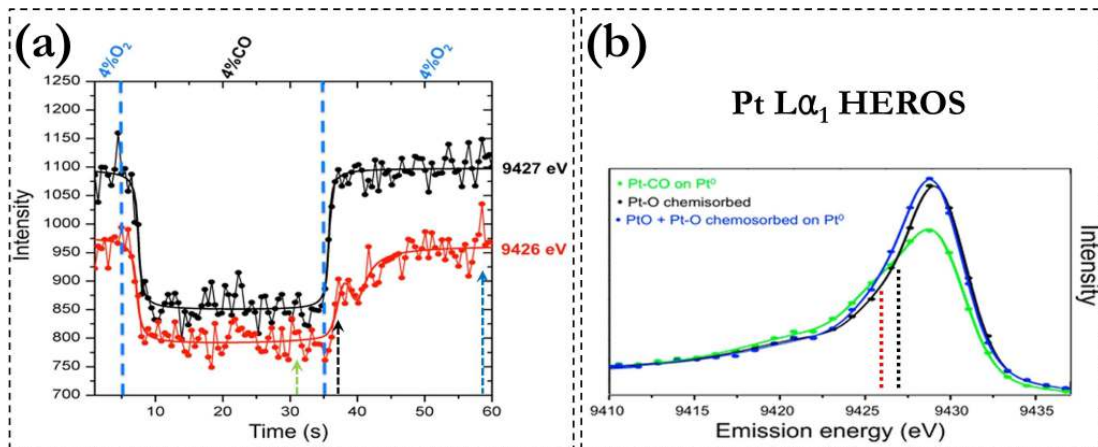 (a)
4%O₂
4%CO
4%O₂
1250
1200
1150
1100
1050
1000
950
900
850
800
750
700
Intensity
9427 eV
9426 eV
10
20
30
40
50
60
Time (s)
(b)
Pt Lα₁ HEROS
Pt-CO on Pt⁰
Pt-O chemisorbed
PtO + Pt-O chemosorbed on Pt⁰
Intensity
9410
9415
9420
9425
9430
9435
Emission energy (eV)